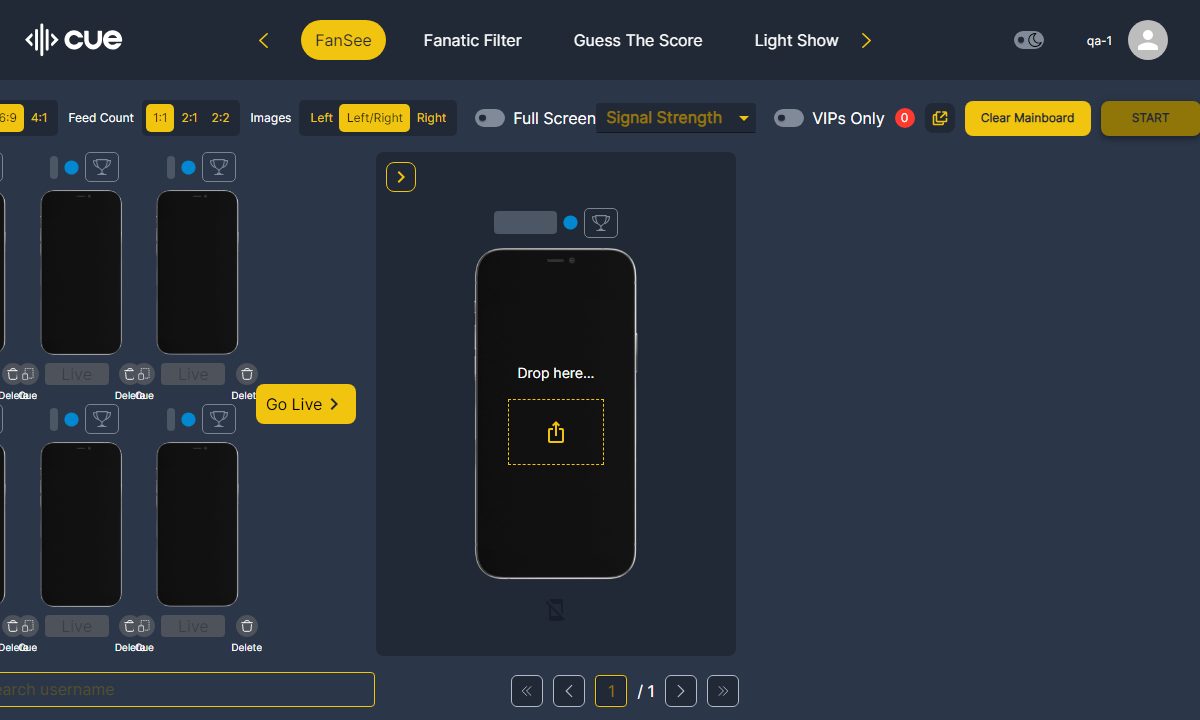 cue
FanSee
Fanatic Filter
Guess The Score
Light Show
qa-1
6:9
4:1
Feed Count
1:1
2:1
2:2
Images
Left
Left/Right
Right
Full Screen
Signal Strength
VIPs Only
0
Clear Mainboard
START
Live
Live
Delete
Cue
Delete
Cue
Delet
Go Live
Drop here...
Live
Live
Delete
Cue
Delete
Cue
Delete
earch username
1
/ 1